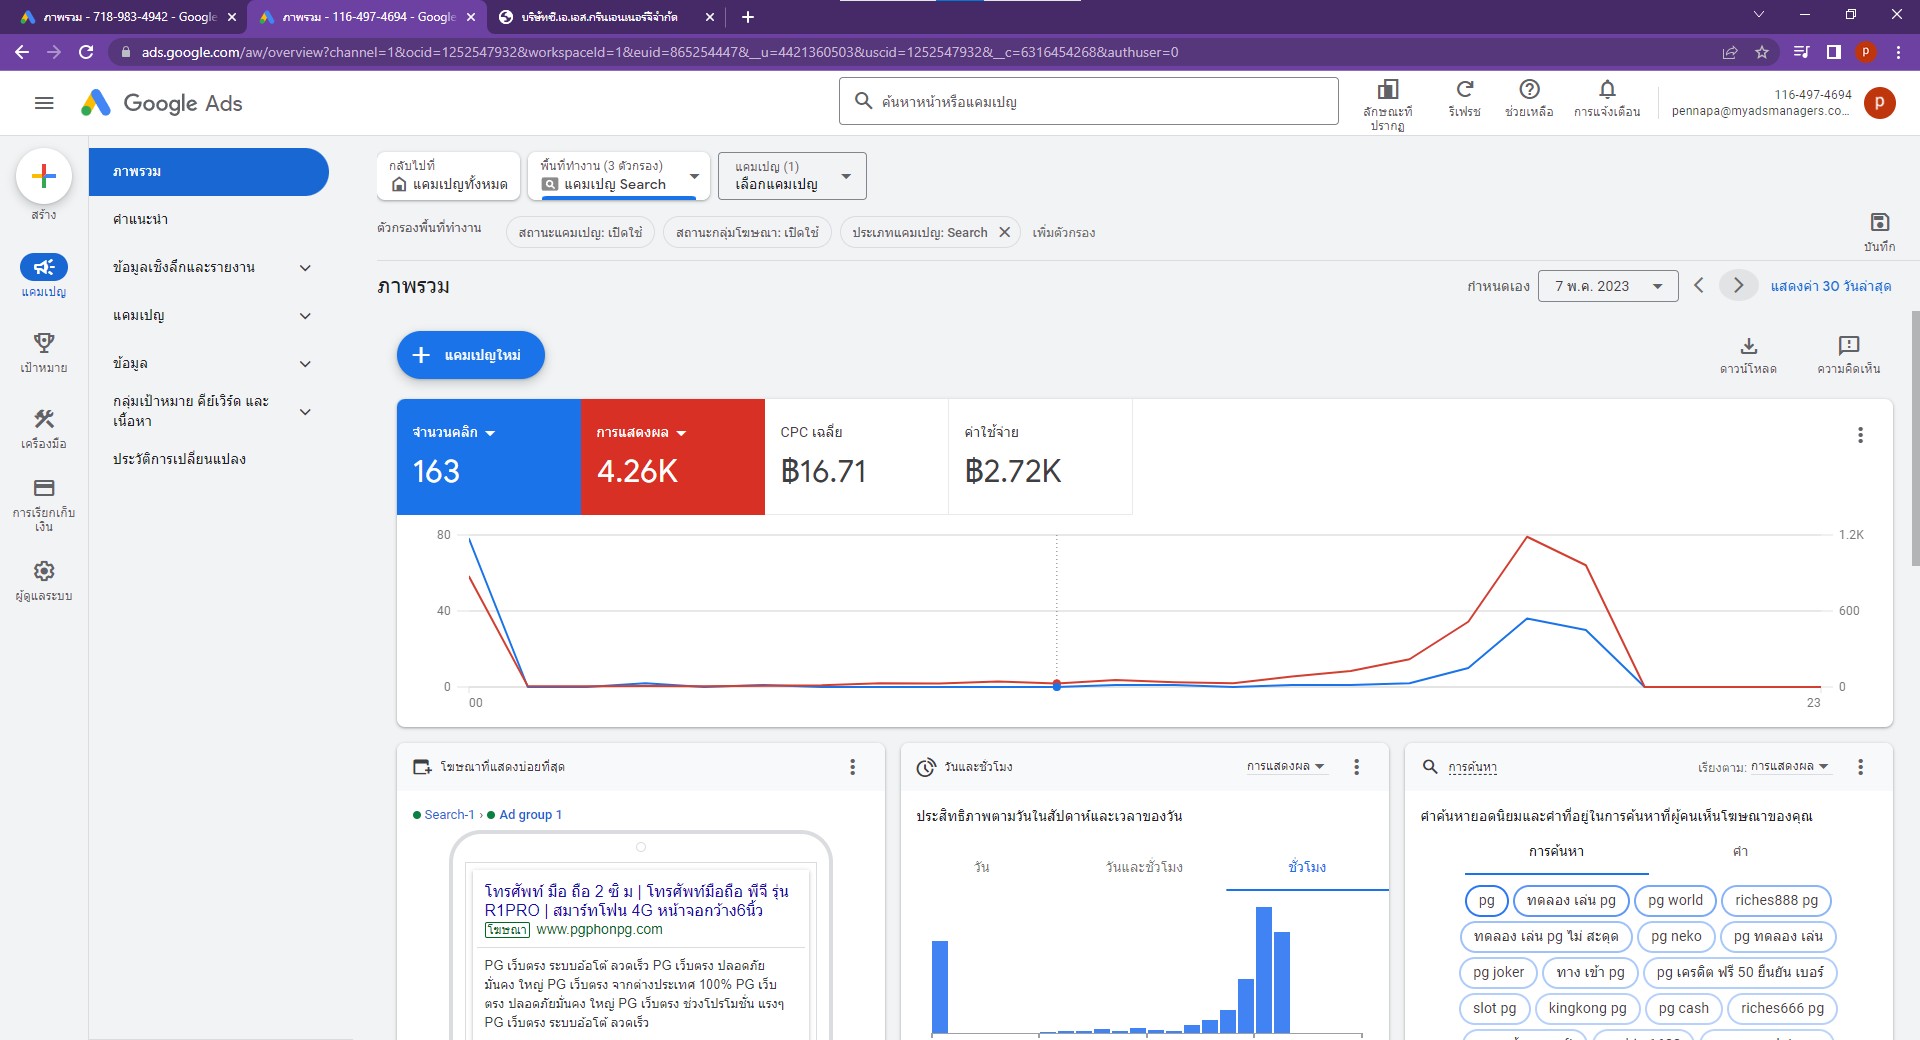 ภาพรวม - 718-983-4942 - Google
ภาพรวม - 116-497-4694 - Google
บริษัทซี.เอ.เอส.กรีนเอนเนอร์จี้จำกัด
ads.google.com/aw/overview?channel=1&ocid=1252547932&workspaceId=1&euid=865254447&__u=4421360503&uscid=1252547932&__c=6316454268&authuser=0
Google Ads
ค้นหาหน้าหรือแคมเปญ
ลักษณะที่ปรากฏ
รีเฟรช
ช่วยเหลือ
การแจ้งเตือน
116-497-4694
pennapa@myadsmanagers.co...
p
สร้าง
แคมเปญ
เป้าหมาย
เครื่องมือ
การเรียกเก็บเงิน
ผู้ดูแลระบบ
ภาพรวม
คำแนะนำ
ข้อมูลเชิงลึกและรายงาน
แคมเปญ
ข้อมูล
กลุ่มเป้าหมาย คีย์เวิร์ด และ
เนื้อหา
ประวัติการเปลี่ยนแปลง
กลับไปที่
แคมเปญทั้งหมด
พื้นที่ทำงาน (3 ตัวกรอง)
แคมเปญ Search
แคมเปญ (1)
เลือกแคมเปญ
ตัวกรองพื้นที่ทำงาน
สถานะแคมเปญ: เปิดใช้
สถานะกลุ่มโฆษณา: เปิดใช้
ประเภทแคมเปญ: Search
เพิ่มตัวกรอง
บันทึก
ภาพรวม
กำหนดเอง
7 พ.ค. 2023
แสดงค่า 30 วันล่าสุด
แคมเปญใหม่
ดาวน์โหลด
ความคิดเห็น
จำนวนคลิก
163
การแสดงผล
4.26K
CPC เฉลี่ย
฿16.71
ค่าใช้จ่าย
฿2.72K
80
40
0
1.2K
600
0
00
23
โฆษณาที่แสดงบ่อยที่สุด
Search-1 › Ad group 1
โทรศัพท์ มือ ถือ 2 ซิ ม | โทรศัพท์มือถือ พีจี รุ่น
R1PRO | สมาร์ทโฟน 4G หน้าจอกว้าง6นิ้ว
โฆษณา www.pgphonpg.com
PG เว็บตรง ระบบอ้อโต้ ลวดเร็ว PG เว็บตรง ปลอดภัย
มั่นคง ใหญ่ PG เว็บตรง จากต่างประเทศ 100% PG เว็บ
ตรง ปลอดภัยมั่นคง ใหญ่ PG เว็บตรง ช่วงโปรโมชั่น แรงๆ
PG เว็บตรง ระบบอ้อโต้ ลวดเร็ว
วันและชั่วโมง
การแสดงผล
ประสิทธิภาพตามวันในสัปดาห์และเวลาของวัน
วัน
วันและชั่วโมง
ชั่วโมง
การค้นหา
เรียงตาม: การแสดงผล
คำค้นหายอดนิยมและคำที่อยู่ในการค้นหาที่ผู้คนเห็นโฆษณาของคุณ
การค้นหา
คำ
pg
ทดลอง เล่น pg
pg world
riches888 pg
ทดลอง เล่น pg ไม่ สะดุด
pg neko
pg ทดลอง เล่น
pg joker
ทาง เข้า pg
pg เครดิต ฟรี 50 ยืนยัน เบอร์
slot pg
kingkong pg
pg cash
riches666 pg